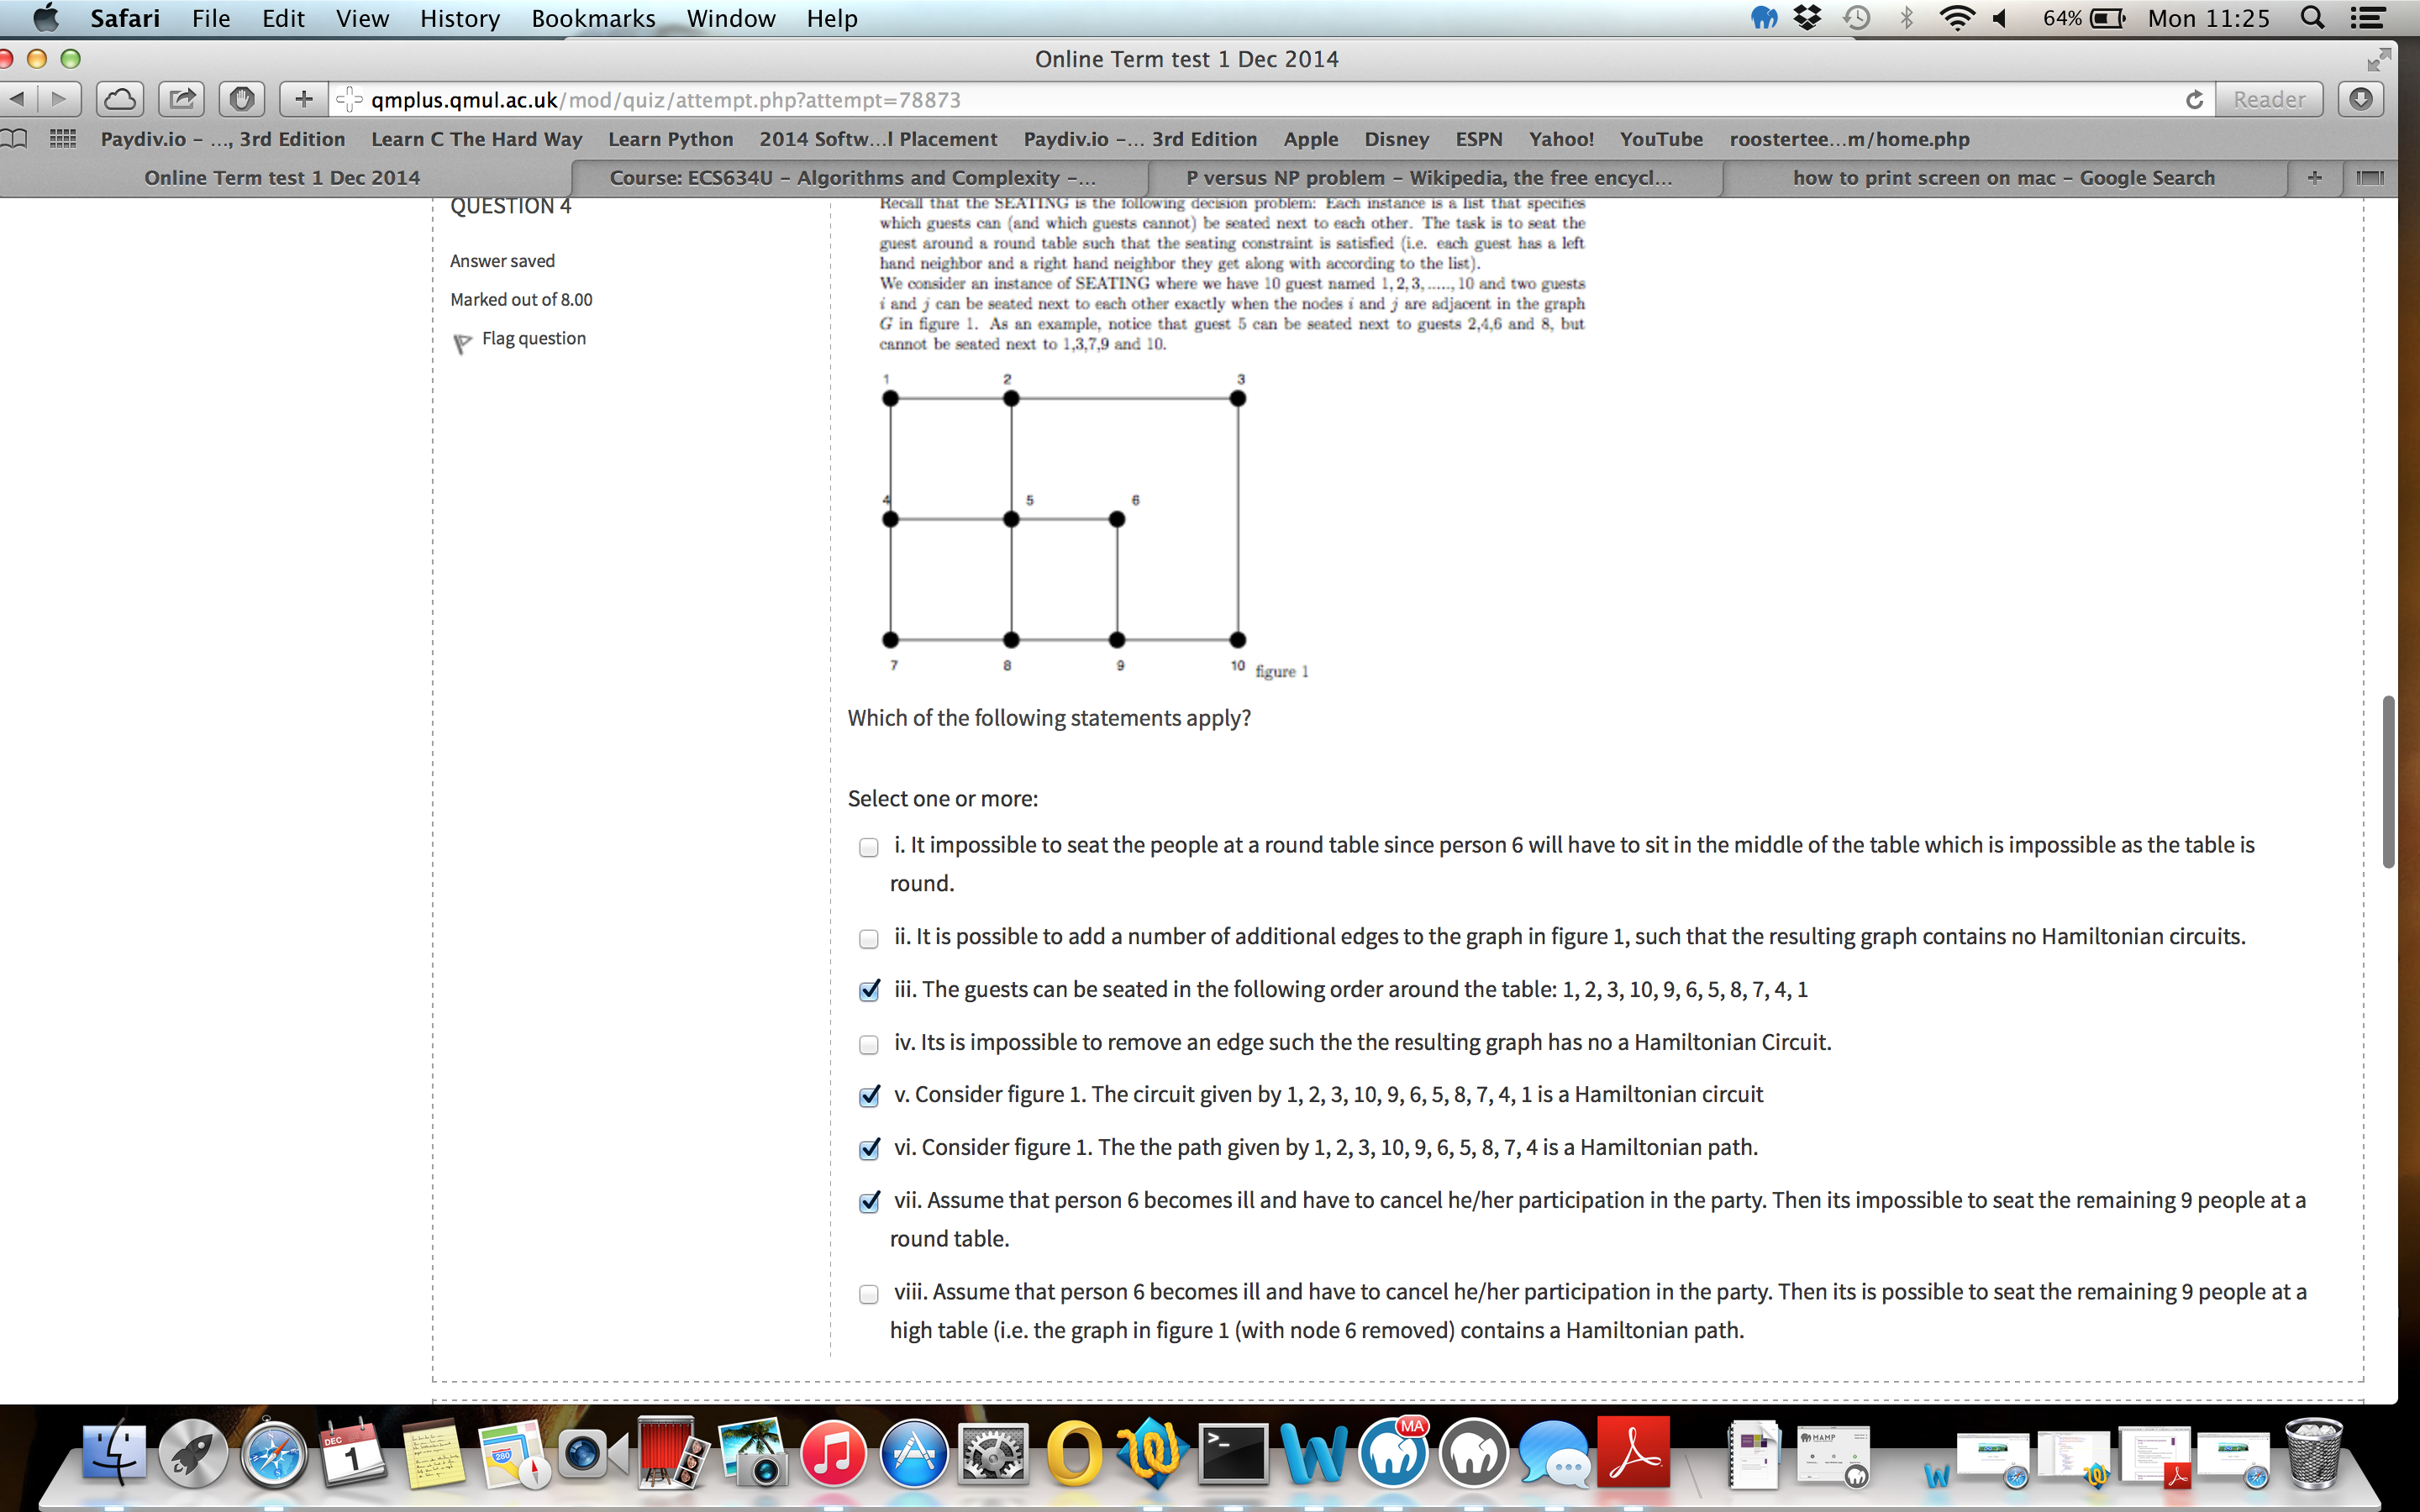 Safari File Edit View History Bookmarks Window Help 64% Mon 11:25
Online Term test 1 Dec 2014
qmplus.qmul.ac.uk/mod/quiz/attempt.php?attempt=78873 Reader
Paydiv.io – ..., 3rd Edition Learn C The Hard Way Learn Python 2014 Softw...l Placement Paydiv.io –... 3rd Edition Apple Disney ESPN Yahoo! YouTube roostertee...m/home.php
Online Term test 1 Dec 2014 Course: ECS634U – Algorithms and Complexity –... P versus NP problem – Wikipedia, the free encycl... how to print screen on mac – Google Search
QUESTION 4
Answer saved
Marked out of 8.00
Flag question
Recall that the SEATING is the following decision problem: Each instance is a list that specifies
which guests can (and which guests cannot) be seated next to each other. The task is to seat the
guest around a round table such that the seating constraint is satisfied (i.e. each guest has a left
hand neighbor and a right hand neighbor they get along with according to the list).
We consider an instance of SEATING where we have 10 guest named 1, 2, 3, ....., 10 and two guests
i and j can be seated next to each other exactly when the nodes i and j are adjacent in the graph
G in figure 1. As an example, notice that guest 5 can be seated next to guests 2,4,6 and 8, but
cannot be seated next to 1,3,7,9 and 10.
1 2 3
4 5 6
7 8 9 10 figure 1
Which of the following statements apply?
Select one or more:
i. It impossible to seat the people at a round table since person 6 will have to sit in the middle of the table which is impossible as the table is
round.
ii. It is possible to add a number of additional edges to the graph in figure 1, such that the resulting graph contains no Hamiltonian circuits.
iii. The guests can be seated in the following order around the table: 1, 2, 3, 10, 9, 6, 5, 8, 7, 4, 1
iv. Its is impossible to remove an edge such the the resulting graph has no a Hamiltonian Circuit.
v. Consider figure 1. The circuit given by 1, 2, 3, 10, 9, 6, 5, 8, 7, 4, 1 is a Hamiltonian circuit
vi. Consider figure 1. The the path given by 1, 2, 3, 10, 9, 6, 5, 8, 7, 4 is a Hamiltonian path.
vii. Assume that person 6 becomes ill and have to cancel he/her participation in the party. Then its impossible to seat the remaining 9 people at a
round table.
viii. Assume that person 6 becomes ill and have to cancel he/her participation in the party. Then its is possible to seat the remaining 9 people at a
high table (i.e. the graph in figure 1 (with node 6 removed) contains a Hamiltonian path.
DEC
1
280
MA
MAMP